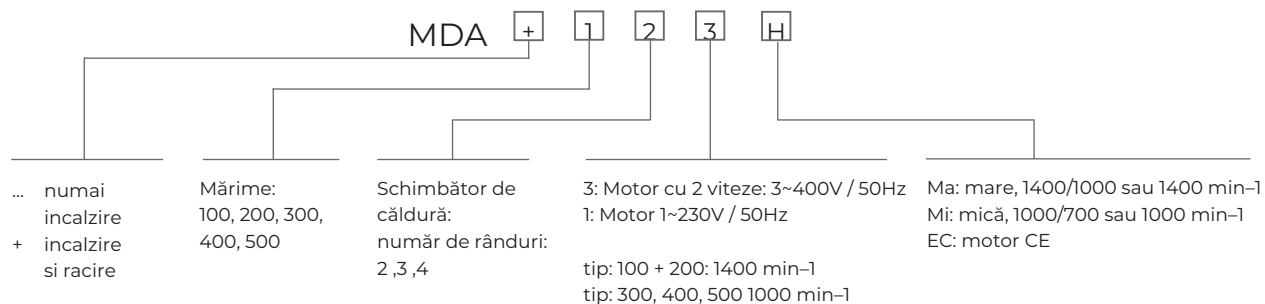 MDA + 1 2 3 H
... numai
incalzire
+ incalzire
si racire
Mărime:
100, 200, 300,
400, 500
Schimbător de
căldură:
număr de rânduri:
2 ,3 ,4
3: Motor cu 2 viteze: 3~400V / 50Hz
1: Motor 1~230V / 50Hz
tip: 100 + 200: 1400 min–1
tip: 300, 400, 500 1000 min–1
Ma: mare, 1400/1000 sau 1400 min–1
Mi: mică, 1000/700 sau 1000 min–1
EC: motor CE